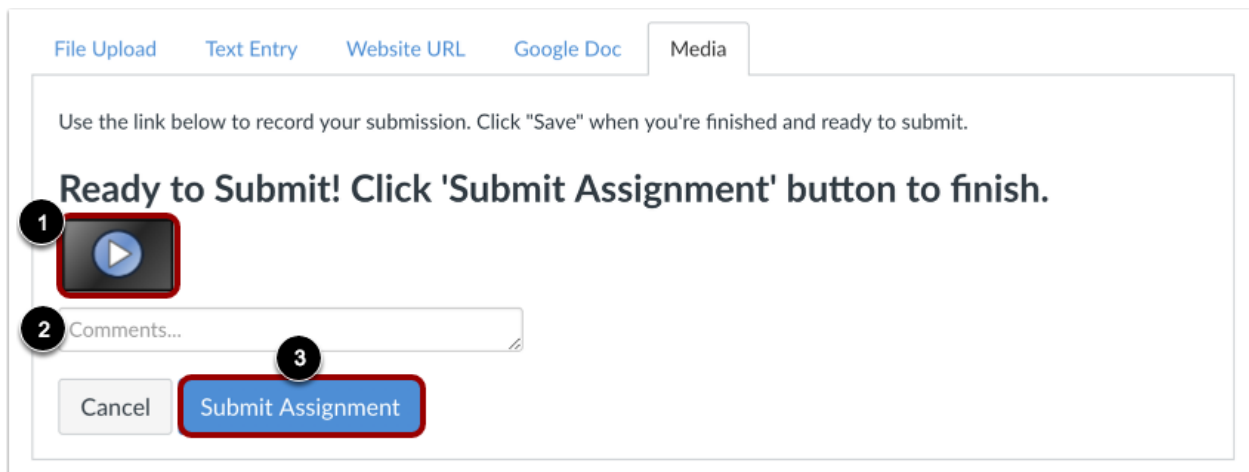 File Upload Text Entry Website URL Google Doc Media
Use the link below to record your submission. Click "Save" when you're finished and ready to submit.
Ready to Submit! Click 'Submit Assignment' button to finish.
1
2 Comments...
3
Cancel Submit Assignment